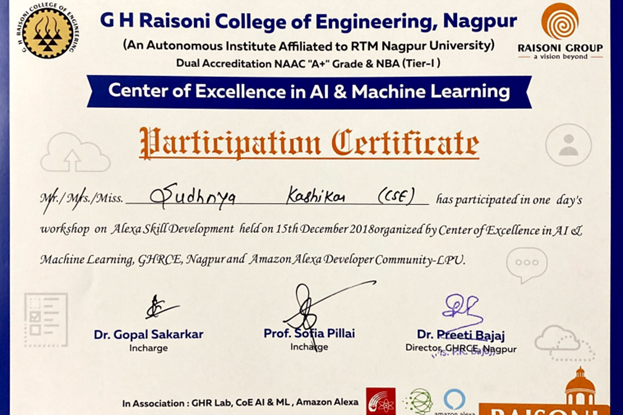 G H Raisoni College of Engineering, Nagpur
(An Autonomous Institute Affiliated to RTM Nagpur University)
Dual Accreditation NAAC "A+" Grade & NBA (Tier-I )
G H RAISONI COLLEGE OF ENGINEERING
RAISONI GROUP
a vision beyond
Center of Excellence in AI & Machine Learning
Participation Certificate
Mr./ Mrs./Miss. Sudhnya Kashikar (CSE) has participated in one day's
workshop on Alexa Skill Development held on 15th December 2018organized by Center of Excellence in AI &
Machine Learning, GHRCE, Nagpur and Amazon Alexa Developer Community-LPU.
Dr. Gopal Sakarkar
Incharge
Prof. Sofia Pillai
Incharge
Dr. Preeti Bajaj
Director, GHRCE, Nagpur
In Association : GHR Lab, CoE AI & ML , Amazon Alexa
amazon alexa
RAISONI